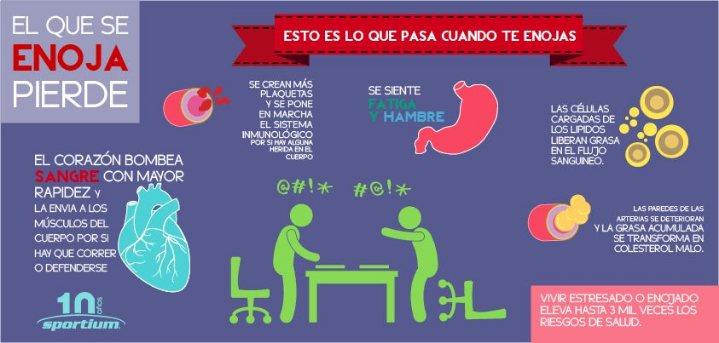 EL QUE SE
ENOJA
PIERDE
ESTO ES LO QUE PASA CUANDO TE ENOJAS
SE CREAN MÁS
PLAQUETAS
Y SE PONE
EN MARCHA
EL SISTEMA
INMUNOLÓGICO
POR SI HAY ALGUNA
HERIDA EN EL
CUERPO
SE SIENTE
FATIGA
Y HAMBRE
LAS CÉLULAS
CARGADAS DE
LOS LIPIDOS
LIBERAN GRASA
EN EL FLUJO
SANGUINEO.
EL CORAZÓN BOMBEA
SANGRE CON MAYOR
RAPIDEZ Y
LA ENVIA A LOS
MÚSCULOS DEL
CUERPO POR SI
HAY QUE CORRER
O DEFENDERSE
@#!* #@!*
LAS PAREDES DE LAS
ARTERIAS SE DETERIORAN
Y LA GRASA ACUMULADA
SE TRANSFORMA EN
COLESTEROL MALO.
10 años
sportium
VIVIR ESTRESADO O ENOJADO
ELEVA HASTA 3 MIL VECES LOS
RIESGOS DE SALUD.